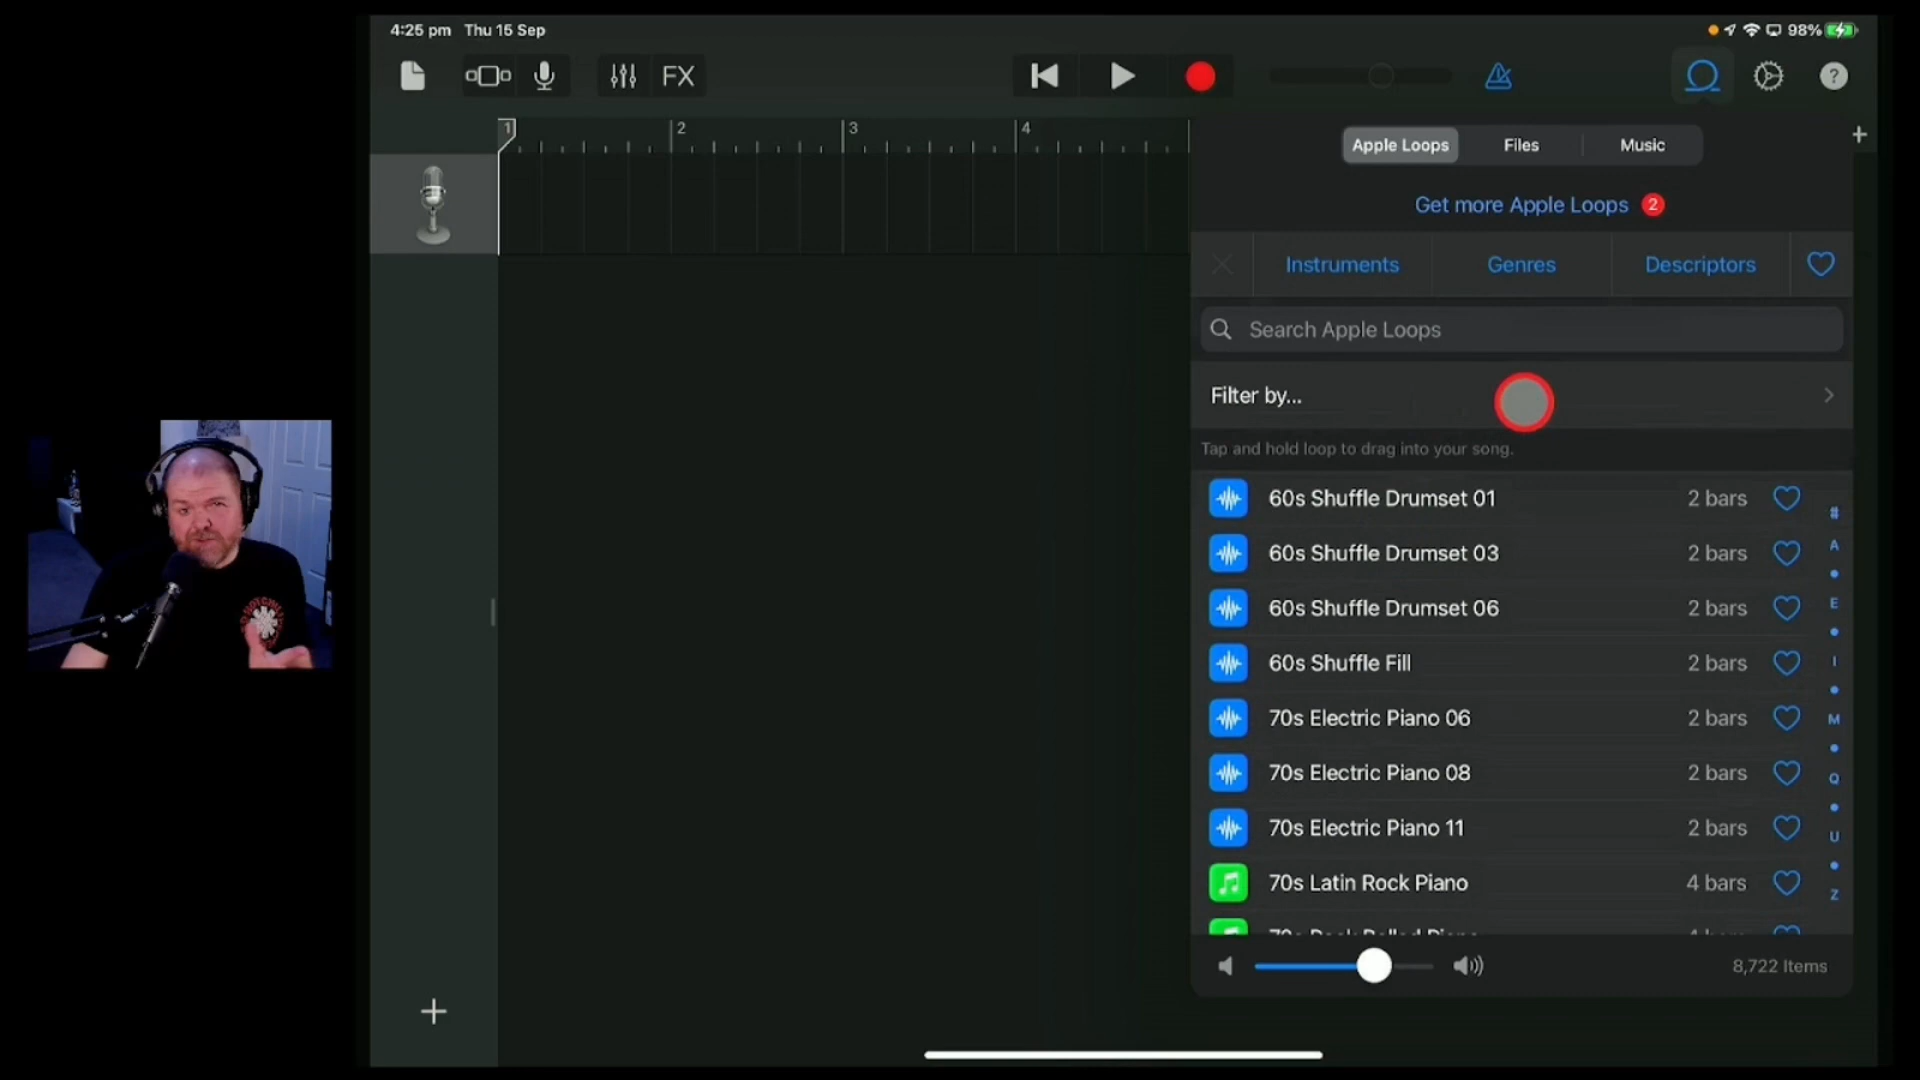 4:25 pm Thu 15 Sep
98%
FX
?
1 2 3 4
Apple Loops Files Music
Get more Apple Loops 2
Instruments Genres Descriptors
Search Apple Loops
Filter by...
Tap and hold loop to drag into your song.
60s Shuffle Drumset 01 2 bars
60s Shuffle Drumset 03 2 bars
60s Shuffle Drumset 06 2 bars
60s Shuffle Fill 2 bars
70s Electric Piano 06 2 bars
70s Electric Piano 08 2 bars
70s Electric Piano 11 2 bars
70s Latin Rock Piano 4 bars
#
A
E
I
M
Q
U
Z
8,722 Items